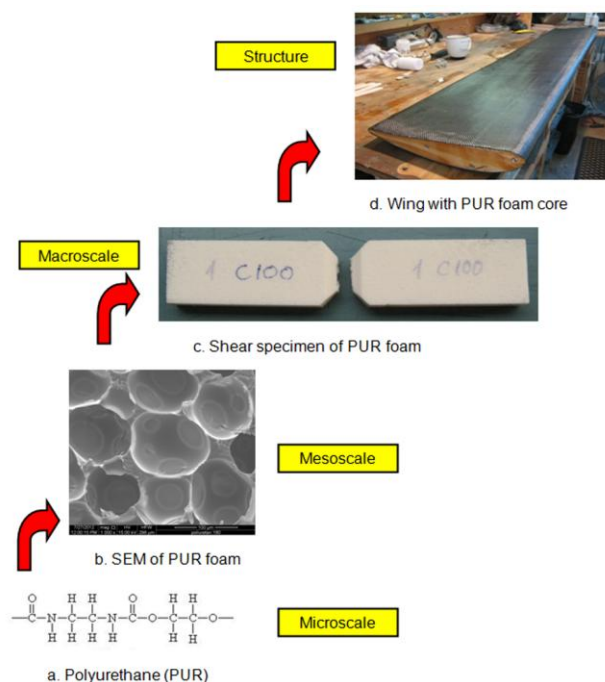 Structure
d. Wing with PUR foam core
Macroscale
1 C100
1 C100
c. Shear specimen of PUR foam
Mesoscale
b. SEM of PUR foam
O H H O H H
C N C C N C O C C O
H H H H H H
Microscale
a. Polyurethane (PUR)